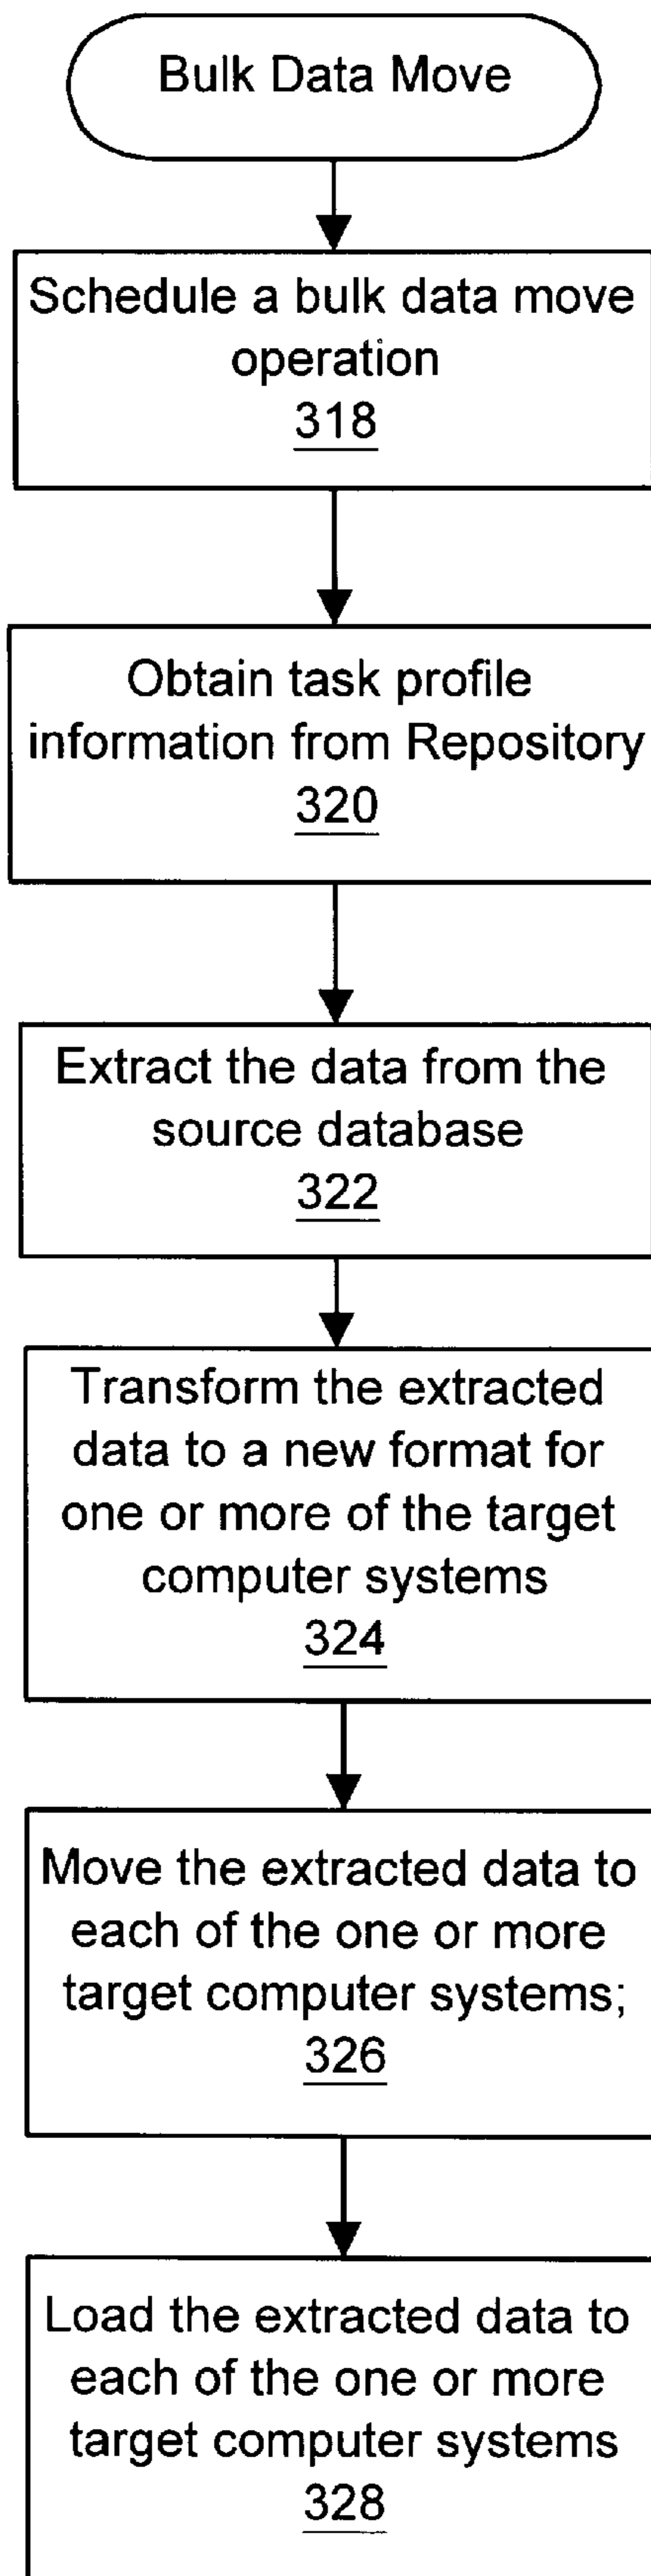 Bulk Data Move
Schedule a bulk data move
operation
318
Obtain task profile
information from Repository
320
Extract the data from the
source database
322
Transform the extracted
data to a new format for
one or more of the target
computer systems
324
Move the extracted data to
each of the one or more
target computer systems;
326
Load the extracted data to
each of the one or more
target computer systems
328